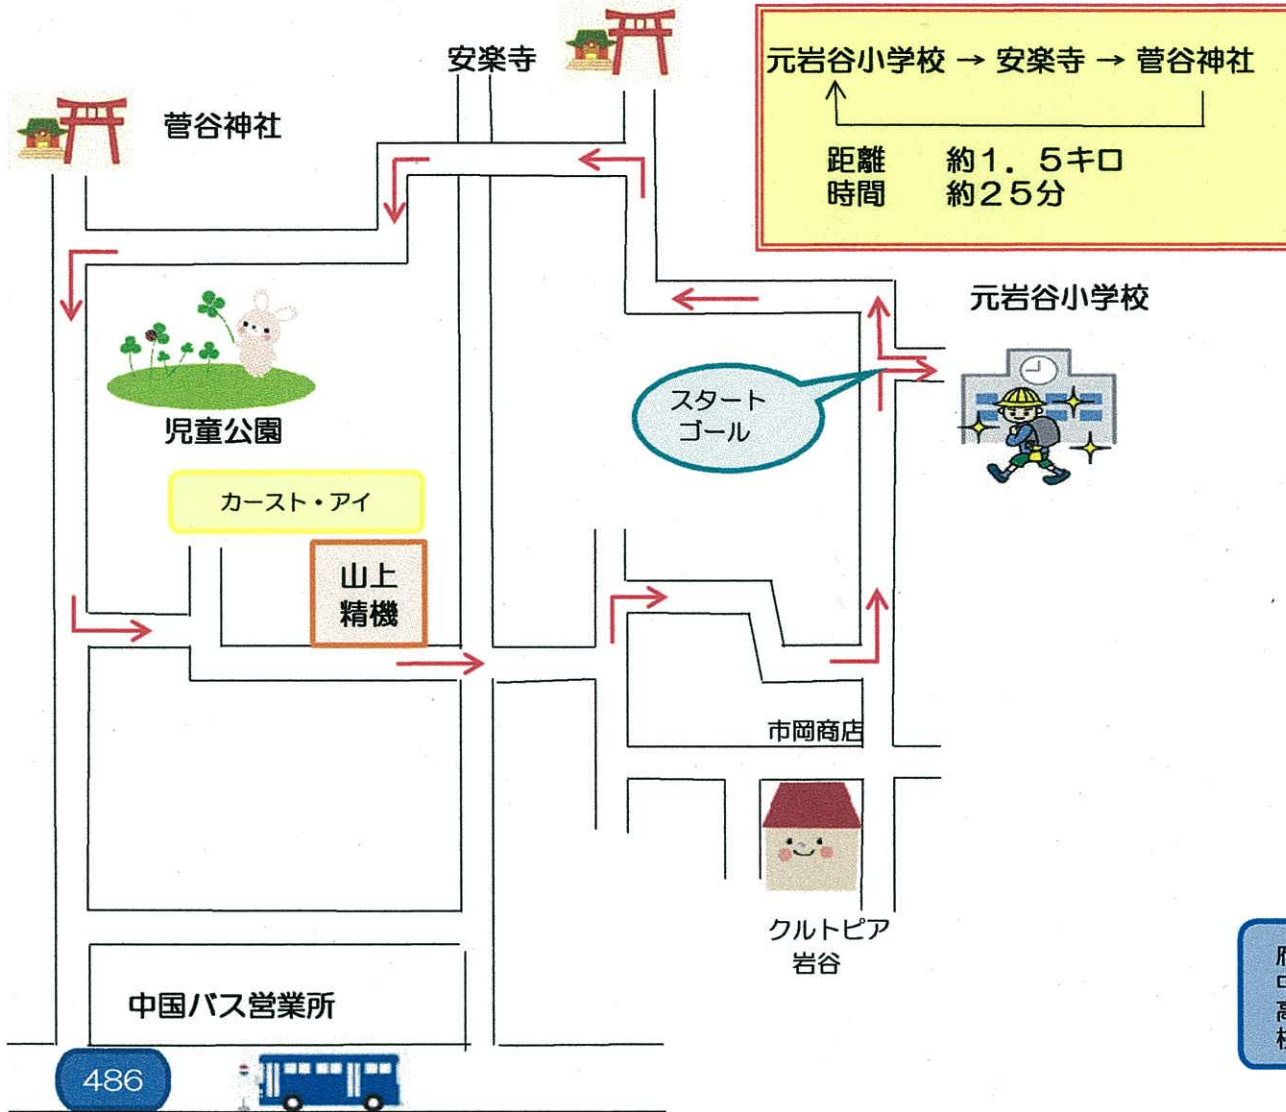 安楽寺
元岩谷小学校 → 安楽寺 → 菅谷神社
距離 約1．5キロ
時間 約25分
菅谷神社
元岩谷小学校
スタート
ゴール
児童公園
カースト・アイ
山上
精機
市岡商店
クルトピア
岩谷
中国バス営業所
486